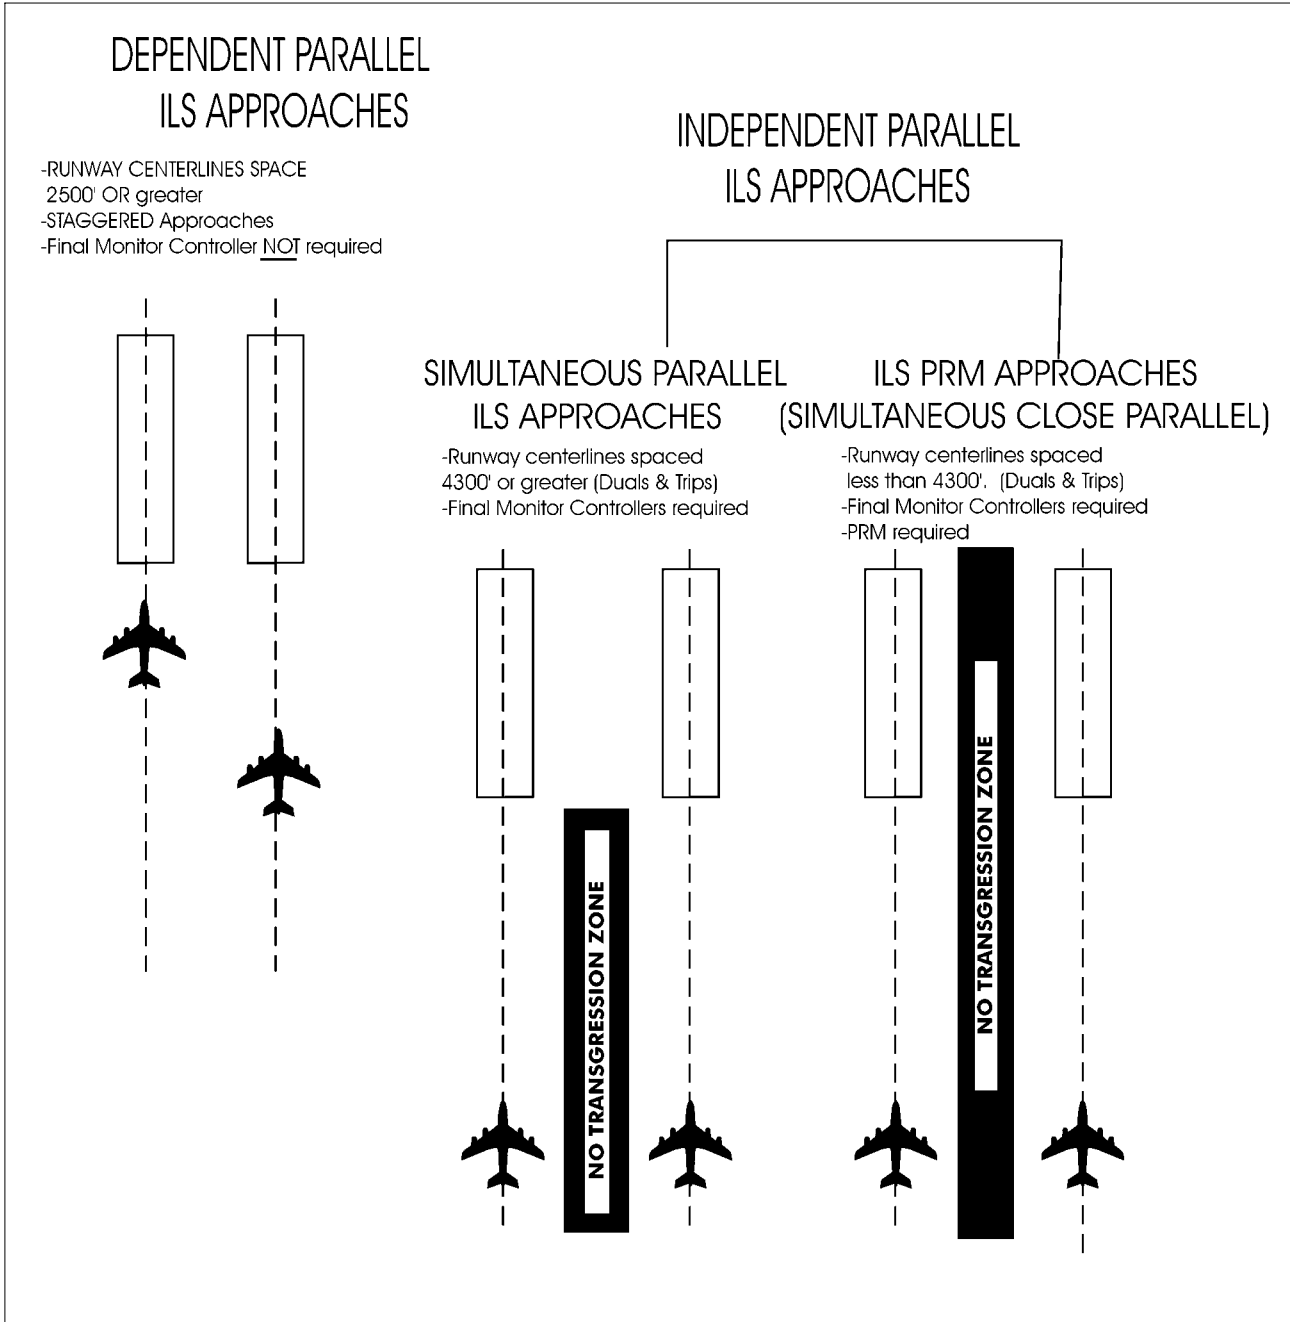 DEPENDENT PARALLEL
ILS APPROACHES
-RUNWAY CENTERLINES SPACE
2500' OR greater
-STAGGERED Approaches
-Final Monitor Controller NOT required
INDEPENDENT PARALLEL
ILS APPROACHES
SIMULTANEOUS PARALLEL
ILS APPROACHES
-Runway centerlines spaced
4300' or greater (Duals & Trips)
-Final Monitor Controllers required
ILS PRM APPROACHES
(SIMULTANEOUS CLOSE PARALLEL)
-Runway centerlines spaced
less than 4300'. (Duals & Trips)
-Final Monitor Controllers required
-PRM required
NO TRANSGRESSION ZONE
NO TRANSGRESSION ZONE